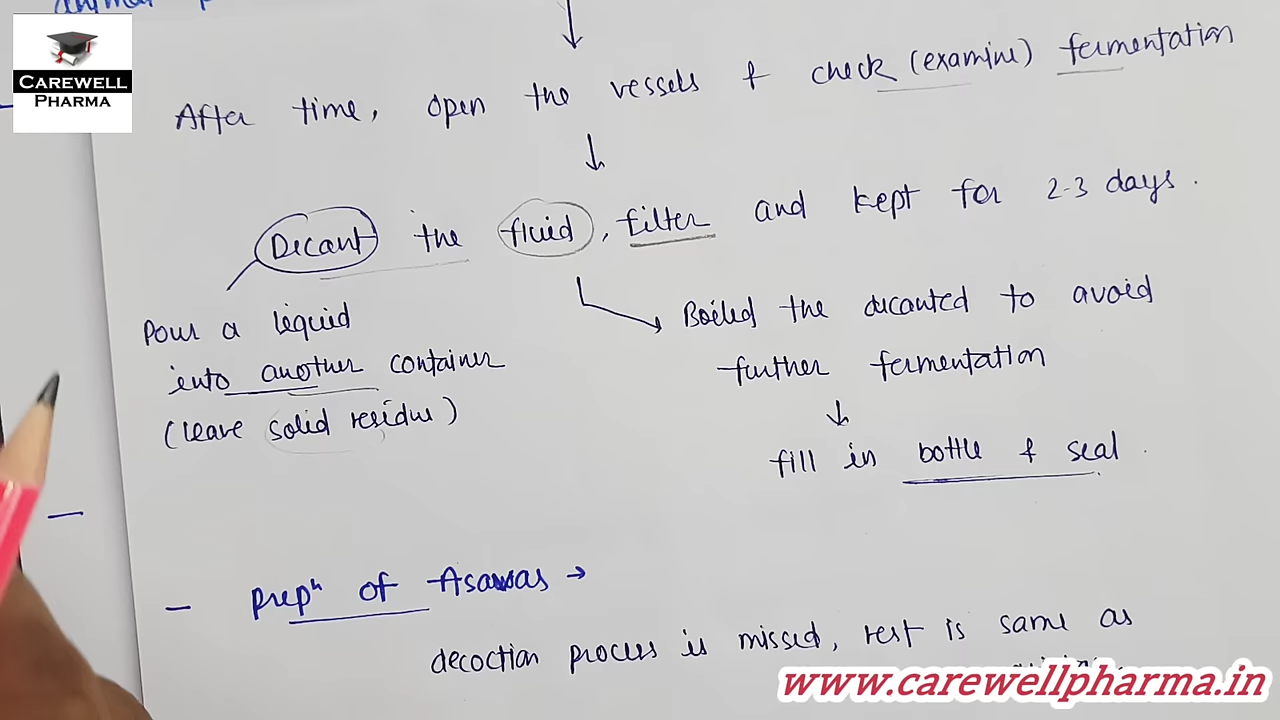 CAREWELL
PHARMA
After time, open the vessels & check (examine) fermentation
↓
Decant the fluid, filter and kept for 2-3 days.
Pour a liquid
into another container
(leave solid residue)
Boiled the decanted to avoid
further fermentation
↓
fill in bottle & seal
- Prepⁿ of Asawas →
decoction process is missed, rest is same as
www.carewellpharma.in